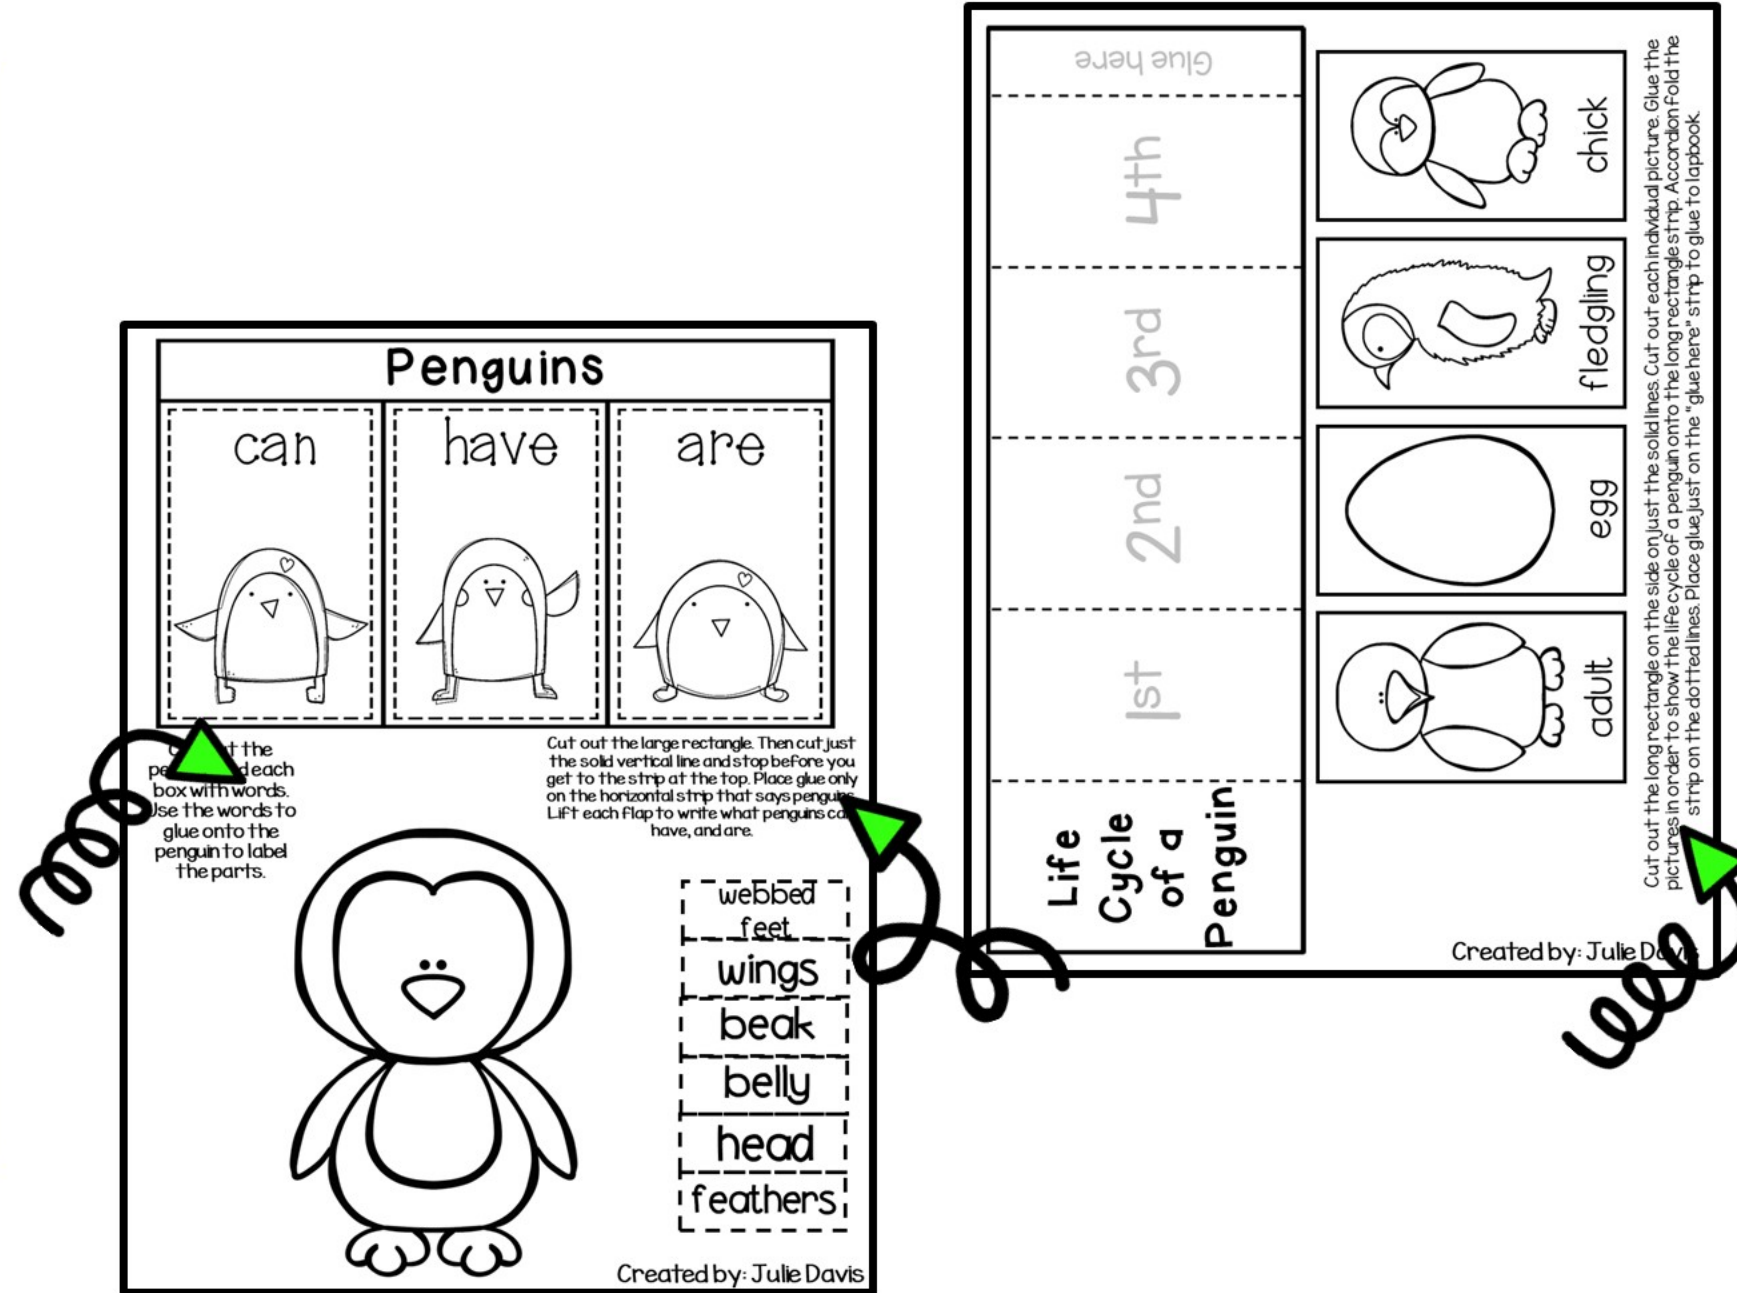 Penguins
can
have
are
the
each
box with words.
Use the words to
glue onto the
penguin to label
the parts.
Cut out the large rectangle. Then cut just
the solid vertical line and stop before you
get to the strip at the top. Place glue only
on the horizontal strip that says penguins.
Lift each flap to write what penguins can
have, and are.
webbed
feet
wings
beak
belly
head
feathers
Created by: Julie Davis
Glue here
4th
3rd
2nd
1st
Life
Cycle
of a
Penguin
chick
fledgling
egg
adult
Cut out the long rectangle on the side on just the solid lines. Cut out each individual picture. Glue the
pictures in order to show the life cycle of a penguin onto the long rectangle strip. Accordion fold the
strip on the dotted lines. Place glue just on the "glue here" strip to glue to lapbook.
Created by: Julie Davis